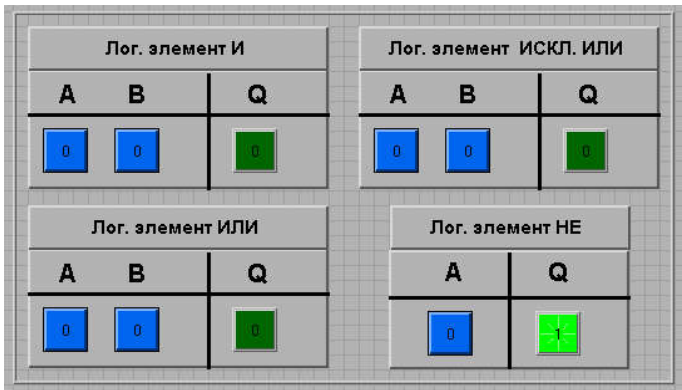 Лог. элемент И
A B Q
0 0 0
Лог. элемент ИСКЛ. ИЛИ
A B Q
0 0 0
Лог. элемент ИЛИ
A B Q
0 0 0
Лог. элемент НЕ
A Q
0 1